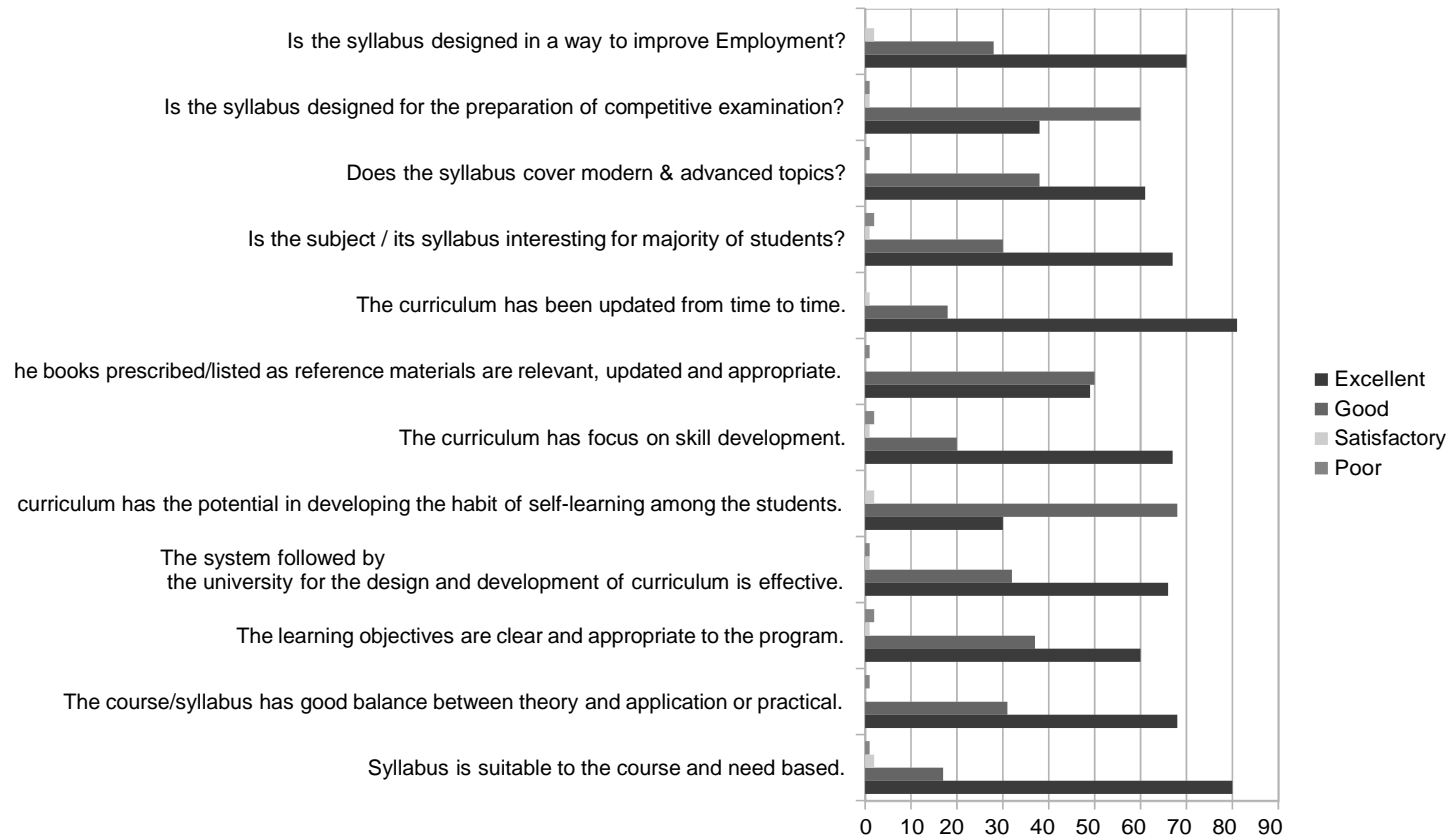 Is the syllabus designed in a way to improve Employment?
Is the syllabus designed for the preparation of competitive examination?
Does the syllabus cover modern & advanced topics?
Is the subject / its syllabus interesting for majority of students?
The curriculum has been updated from time to time.
he books prescribed/listed as reference materials are relevant, updated and appropriate.
The curriculum has focus on skill development.
curriculum has the potential in developing the habit of self-learning among the students.
The system followed by
the university for the design and development of curriculum is effective.
The learning objectives are clear and appropriate to the program.
The course/syllabus has good balance between theory and application or practical.
Syllabus is suitable to the course and need based.
0 10 20 30 40 50 60 70 80 90
Excellent
Good
Satisfactory
Poor